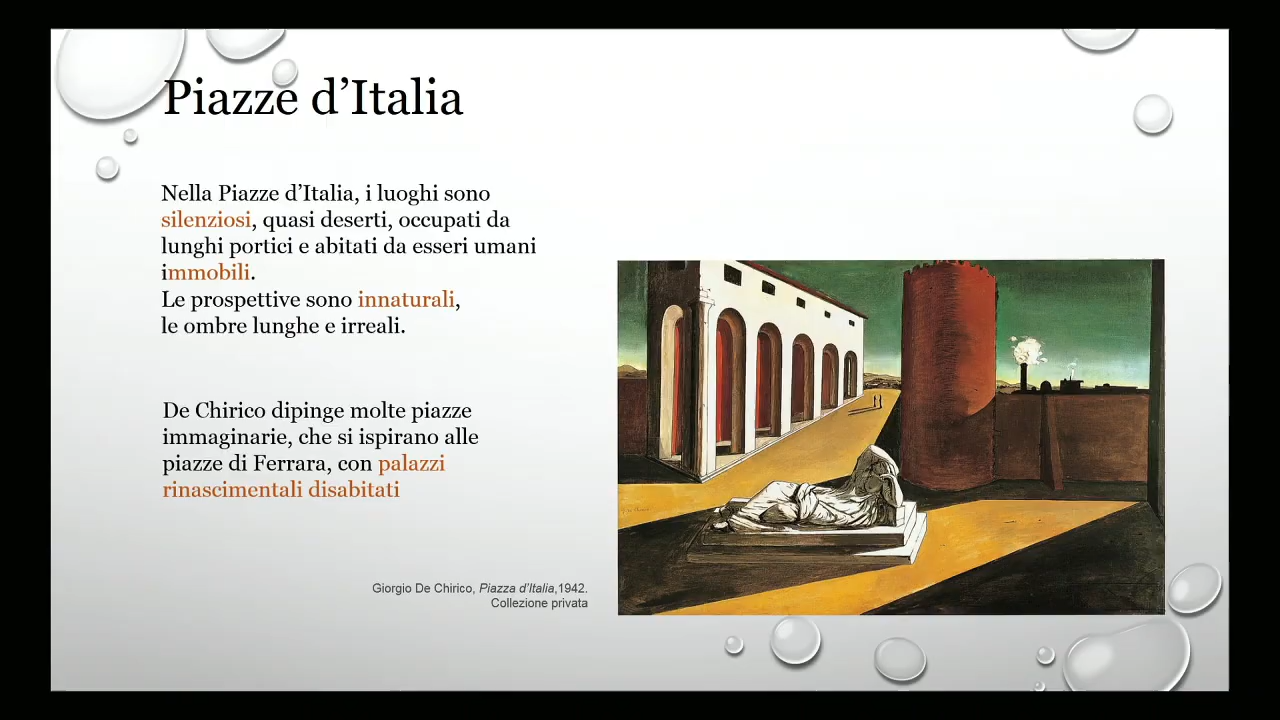 Piazze d’Italia
Nella Piazze d’Italia, i luoghi sono
silenziosi, quasi deserti, occupati da
lunghi portici e abitati da esseri umani
immobili.
Le prospettive sono innaturali,
le ombre lunghe e irreali.
De Chirico dipinge molte piazze
immaginarie, che si ispirano alle
piazze di Ferrara, con palazzi
rinascimentali disabitati
Giorgio De Chirico, Piazza d’Italia,1942.
Collezione privata